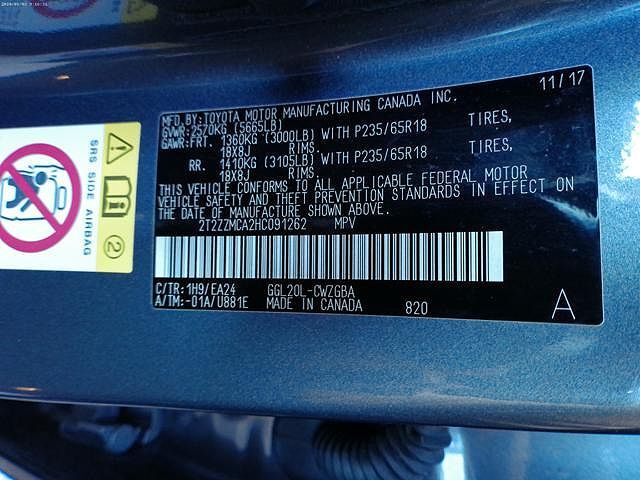 11/17
MFD.BY:TOYOTA MOTOR MANUFACTURING CANADA INC.
GVWR:2570KG (5665LB)
GAWR:FRT. 1360KG (3000LB) WITH P235/65R18 TIRES,
18X8J RIMS.
RR. 1410KG (3105LB) WITH P235/65R18 TIRES,
18X8J RIMS.
THIS VEHICLE CONFORMS TO ALL APPLICABLE FEDERAL MOTOR
VEHICLE SAFETY AND THEFT PREVENTION STANDARDS IN EFFECT ON
THE DATE OF MANUFACTURE SHOWN ABOVE.
2T2ZZMCA2HC091262 MPV
C/TR:1H9/EA24 GGL20L-CWZGBA
A/TM:-01A/U881E MADE IN CANADA 820 A
SRS SIDE AIRBAG
2